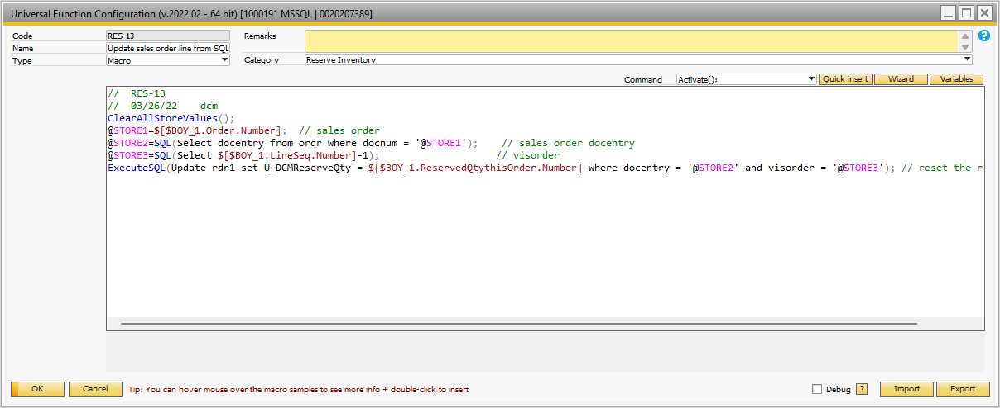 Universal Function Configuration (v.2022.02 - 64 bit) [1000191 MSSQL | 0020207389]
Code RES-13 Remarks
Name Update sales order line from SQL
Type Macro Category Reserve Inventory
Command Activate(); Quick insert Wizard Variables
//  RES-13
//  03/26/22    dcm
ClearAllStoreValues();
@STORE1=$[$BOY_1.Order.Number];  // sales order
@STORE2=SQL(Select docentry from ordr where docnum = '@STORE1');    // sales order docentry
@STORE3=SQL(Select $[$BOY_1.LineSeq.Number]-1);                    // visorder
ExecuteSQL(Update rdr1 set U_DCMReserveQty = $[$BOY_1.ReservedQtythisOrder.Number] where docentry = '@STORE2' and visorder = '@STORE3'); // reset the r
OK Cancel Tip: You can hover mouse over the macro samples to see more info + double-click to insert Debug ? Import Export